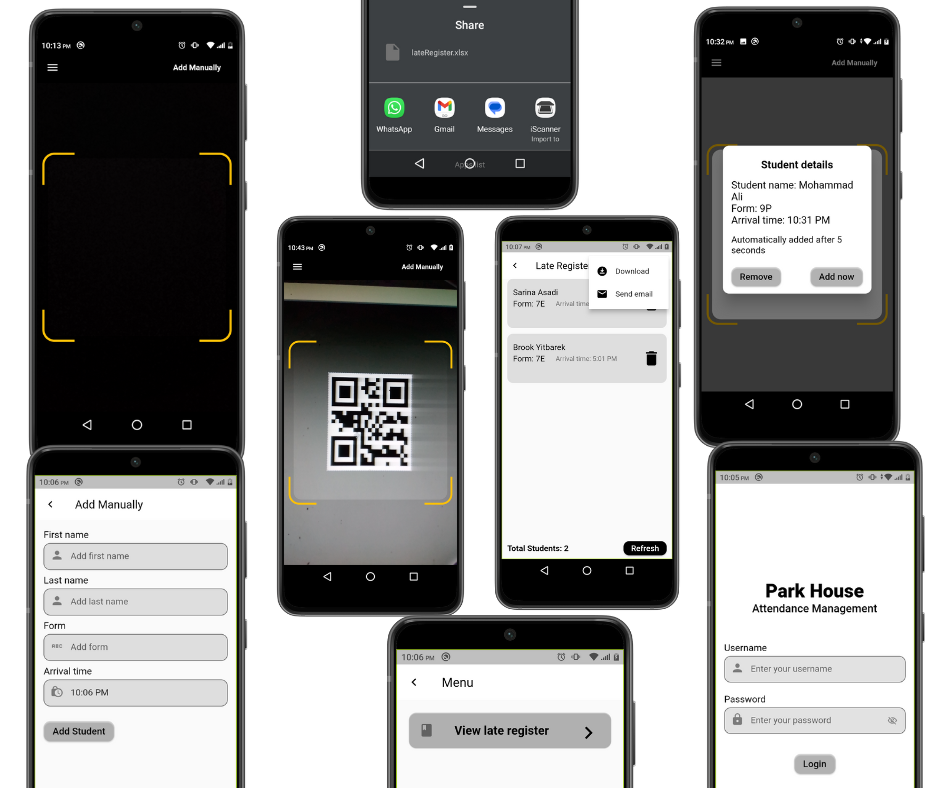 10:13 PM
Add Manually
Share
lateRegister.xlsx
WhatsApp
Gmail
Messages
iScanner
Import to
10:32 PM
Add Manually
Student details
Student name: Mohammad
Ali
Form: 9P
Arrival time: 10:31 PM
Automatically added after 5
seconds
Remove
Add now
10:43 PM
Add Manually
10:07 PM
Late Registe
Download
Send email
Sarina Asadi
Form: 7E
Arrival time
Brook Yitbarek
Form: 7E
Arrival time: 5:01 PM
Total Students: 2
Refresh
10:06 PM
Add Manually
First name
Add first name
Last name
Add last name
Form
ABC
Add form
Arrival time
10:06 PM
Add Student
10:06 PM
Menu
View late register
10:05 PM
Park House
Attendance Management
Username
Enter your username
Password
Enter your password
Login